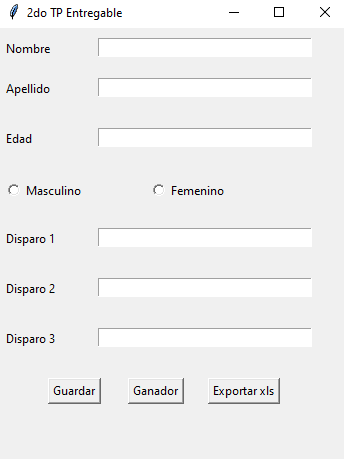 2do TP Entregable
Nombre
Apellido
Edad
Masculino Femenino
Disparo 1
Disparo 2
Disparo 3
Guardar Ganador Exportar xls